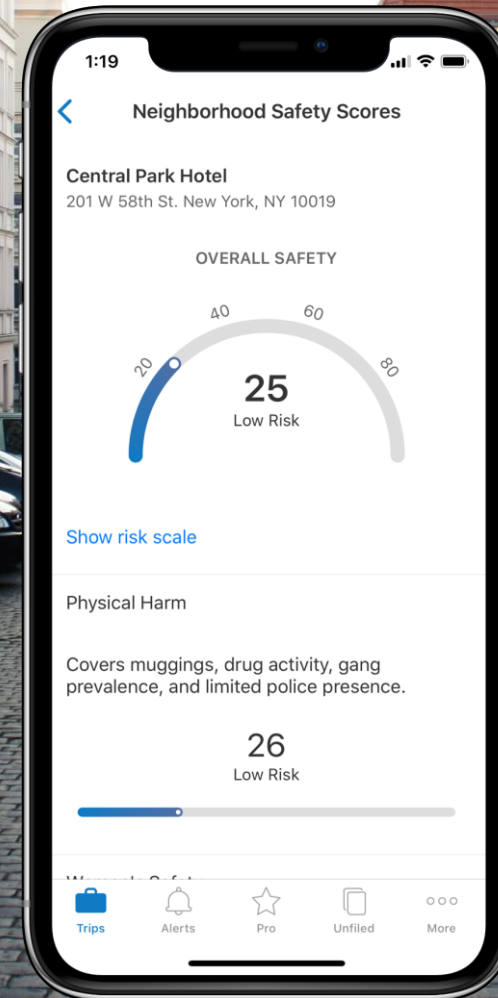 1:19
Neighborhood Safety Scores
Central Park Hotel
201 W 58th St. New York, NY 10019
OVERALL SAFETY
20
40
60
80
25
Low Risk
Show risk scale
Physical Harm
Covers muggings, drug activity, gang
prevalence, and limited police presence.
26
Low Risk
Women's Safety
Trips
Alerts
Pro
Unfiled
More